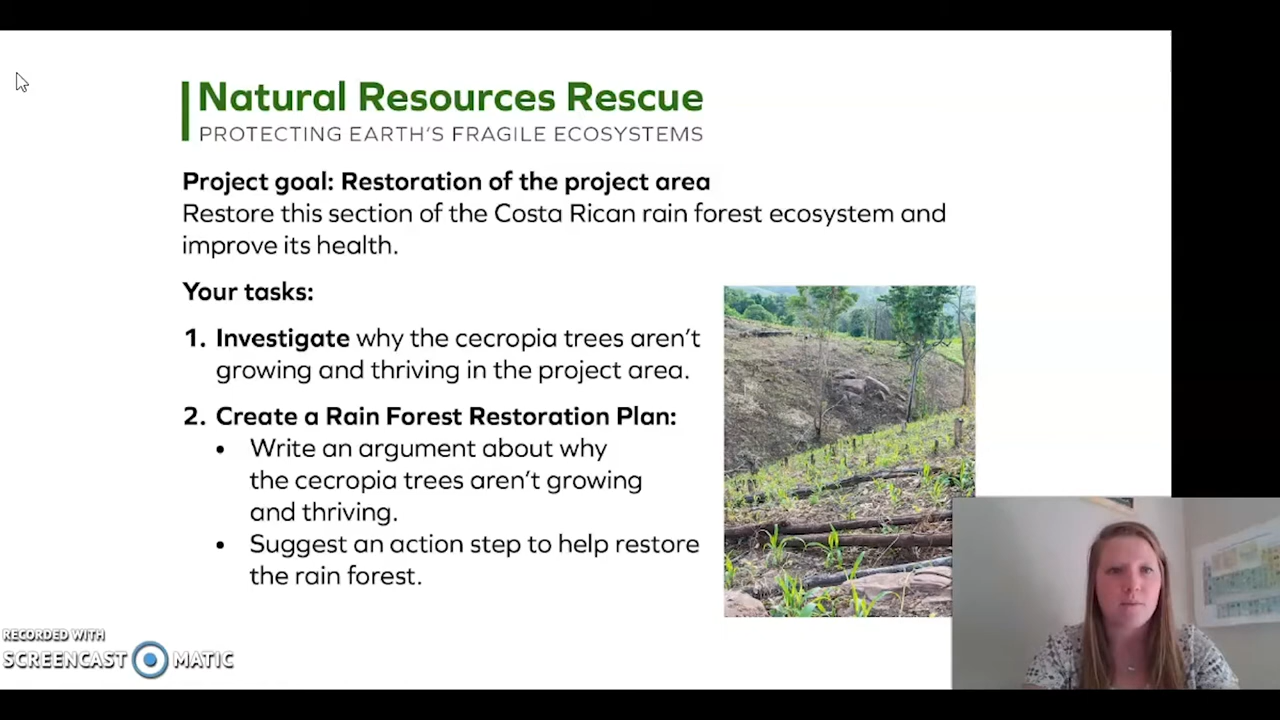 Natural Resources Rescue
PROTECTING EARTH'S FRAGILE ECOSYSTEMS
Project goal: Restoration of the project area
Restore this section of the Costa Rican rain forest ecosystem and
improve its health.
Your tasks:
1. Investigate why the cecropia trees aren't
growing and thriving in the project area.
2. Create a Rain Forest Restoration Plan:
• Write an argument about why
the cecropia trees aren't growing
and thriving.
• Suggest an action step to help restore
the rain forest.
RECORDED WITH
SCREENCAST MATIC